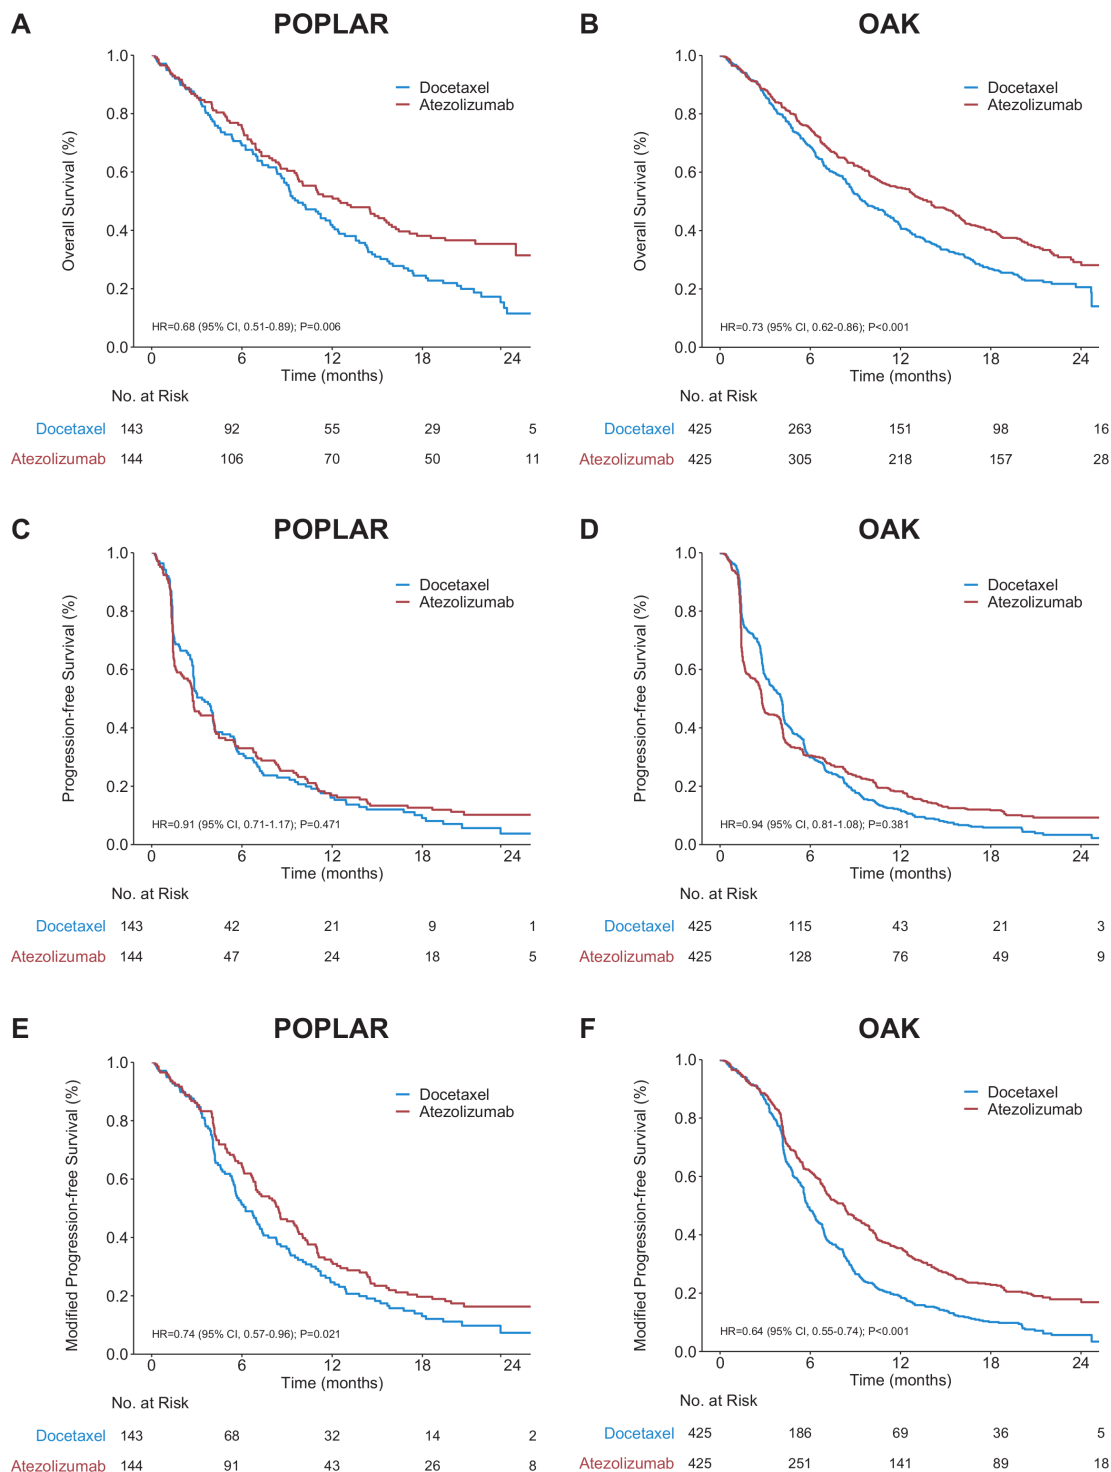 A POPLAR
1.0
0.8
0.6
0.4
0.2
0.0
Overall Survival (%)
Docetaxel
Atezolizumab
HR=0.68 (95% CI, 0.51-0.89); P=0.006
0 6 12 18 24
Time (months)
No. at Risk
Docetaxel 143 92 55 29 5
Atezolizumab 144 106 70 50 11
B OAK
1.0
0.8
0.6
0.4
0.2
0.0
Overall Survival (%)
Docetaxel
Atezolizumab
HR=0.73 (95% CI, 0.62-0.86); P<0.001
0 6 12 18 24
Time (months)
No. at Risk
Docetaxel 425 263 151 98 16
Atezolizumab 425 305 218 157 28
C POPLAR
1.0
0.8
0.6
0.4
0.2
0.0
Progression-free Survival (%)
Docetaxel
Atezolizumab
HR=0.91 (95% CI, 0.71-1.17); P=0.471
0 6 12 18 24
Time (months)
No. at Risk
Docetaxel 143 42 21 9 1
Atezolizumab 144 47 24 18 5
D OAK
1.0
0.8
0.6
0.4
0.2
0.0
Progression-free Survival (%)
Docetaxel
Atezolizumab
HR=0.94 (95% CI, 0.81-1.08); P=0.381
0 6 12 18 24
Time (months)
No. at Risk
Docetaxel 425 115 43 21 3
Atezolizumab 425 128 76 49 9
E POPLAR
1.0
0.8
0.6
0.4
0.2
0.0
Modified Progression-free Survival (%)
Docetaxel
Atezolizumab
HR=0.74 (95% CI, 0.57-0.96); P=0.021
0 6 12 18 24
Time (months)
No. at Risk
Docetaxel 143 68 32 14 2
Atezolizumab 144 91 43 26 8
F OAK
1.0
0.8
0.6
0.4
0.2
0.0
Modified Progression-free Survival (%)
Docetaxel
Atezolizumab
HR=0.64 (95% CI, 0.55-0.74); P<0.001
0 6 12 18 24
Time (months)
No. at Risk
Docetaxel 425 186 69 36 5
Atezolizumab 425 251 141 89 18